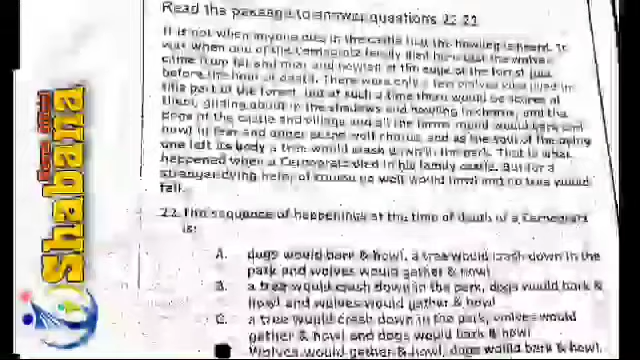 Read the passage to answer questions 22-23
It is not when anyone dies in the castle that the howling is heard. It
was when one of the Cernogratz family died here that the wolves
came from far and near and howled at the edge of the forest just
before the hour of death. There were only a few wolves who lived in
this part of the forest, but at such a time there would be scores of
them, gliding about in the shadows and howling in chorus, and the
dogs of the castle and village and all the farms round would bark and
howl in fear and anger at the wolf chorus, and as the soul of the dying
one left its body a tree would crash down in the park. That is what
happened when a Cernogratz died in his family castle. But for a
stranger dying here, of course no wolf would howl and no tree would
fall.
22. The sequence of happenings at the time of death of a Cernogratz
is:
A. dogs would bark & howl, a tree would crash down in the
park and wolves would gather & howl
B. a tree would crash down in the park, dogs would bark &
howl and wolves would gather & howl
C. a tree would crash down in the park, wolves would
gather & howl and dogs would bark & howl
Wolves would gather & howl, dogs would bark & howl,
Shabana